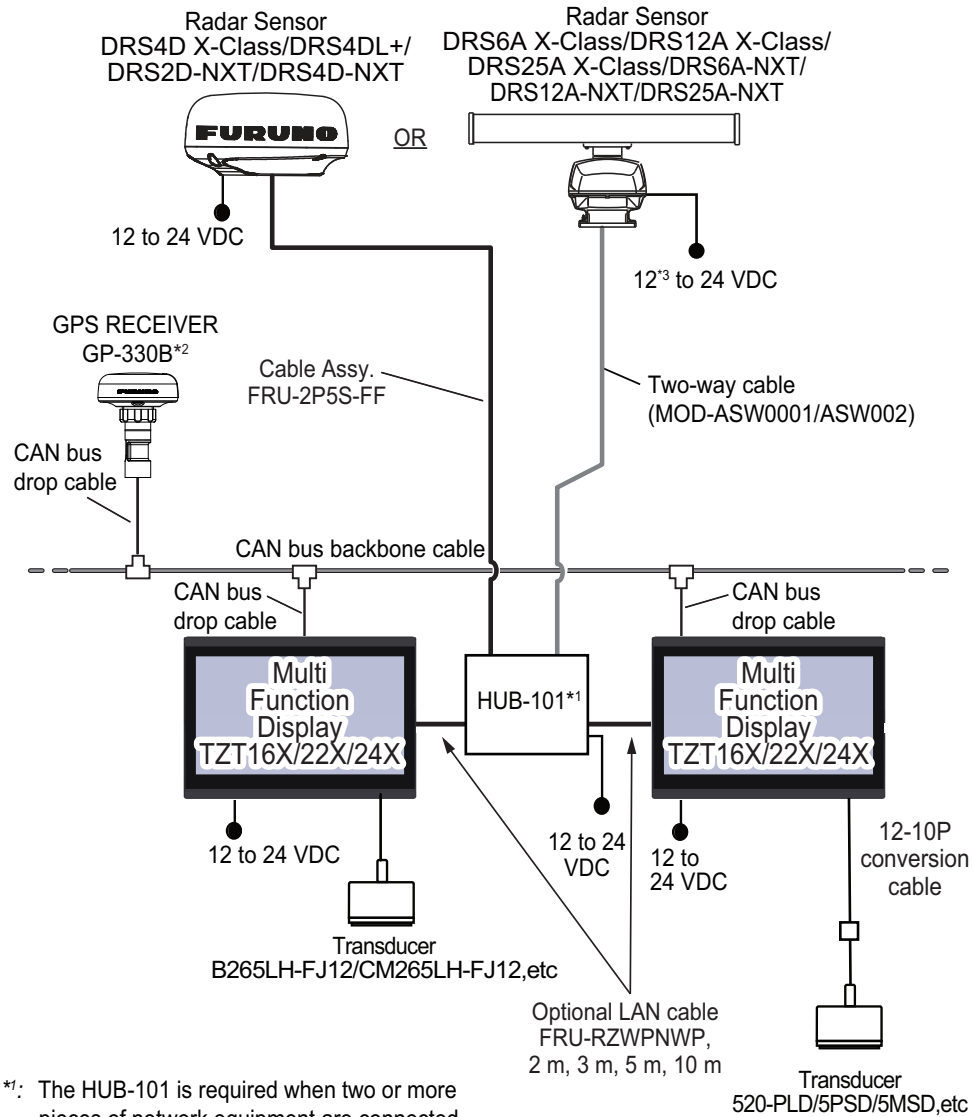 Radar Sensor
DRS4D X-Class/DRS4DL+/
DRS2D-NXT/DRS4D-NXT
Radar Sensor
DRS6A X-Class/DRS12A X-Class/
DRS25A X-Class/DRS6A-NXT/
DRS12A-NXT/DRS25A-NXT
FURUNO
OR
12 to 24 VDC
12*3 to 24 VDC
GPS RECEIVER
GP-330B*2
FURUNO
Cable Assy.
FRU-2P5S-FF
Two-way cable
(MOD-ASW0001/ASW002)
CAN bus
drop cable
CAN bus backbone cable
CAN bus
drop cable
CAN bus
drop cable
Multi
Function
Display
TZT16X/22X/24X
HUB-101*1
Multi
Function
Display
TZT16X/22X/24X
12 to 24 VDC
12 to 24
VDC
12 to
24 VDC
12-10P
conversion
cable
Transducer
B265LH-FJ12/CM265LH-FJ12,etc
Optional LAN cable
FRU-RZWPNWP,
2 m, 3 m, 5 m, 10 m
Transducer
520-PLD/5PSD/5MSD,etc
*1: The HUB-101 is required when two or more
pieces of network equipment are connected